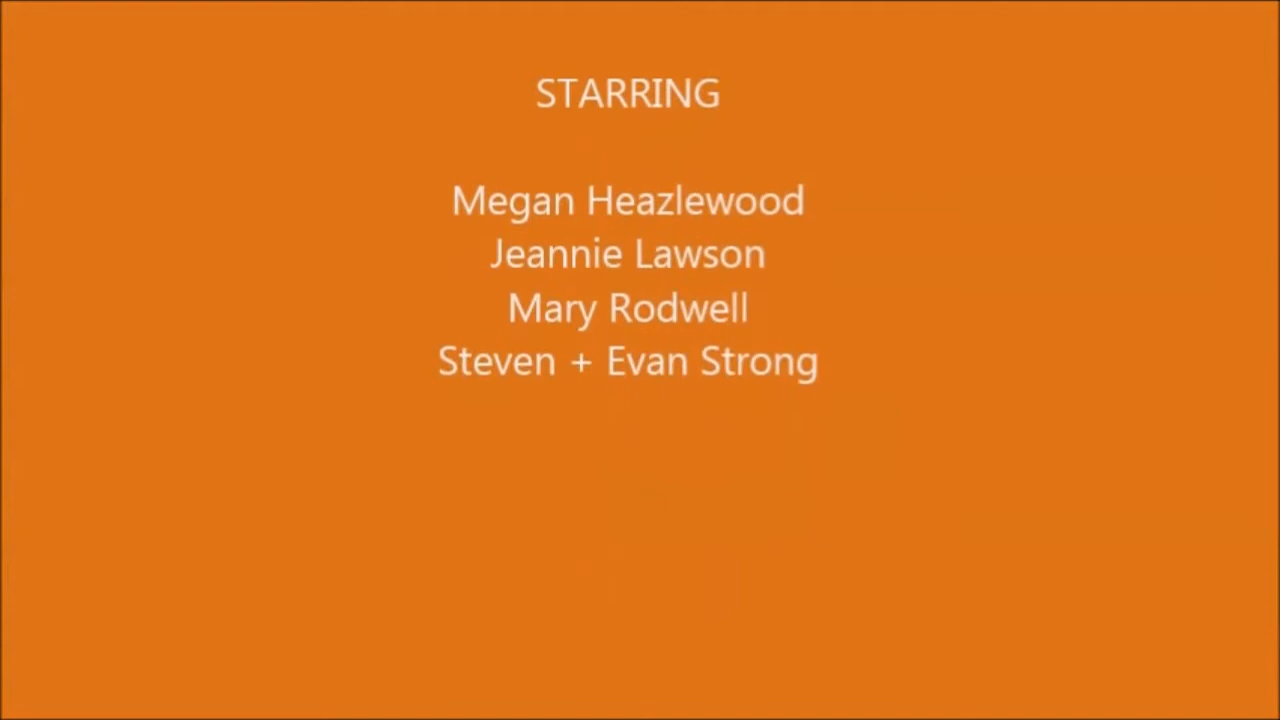 STARRING
Megan Heazlewood
Jeannie Lawson
Mary Rodwell
Steven + Evan Strong